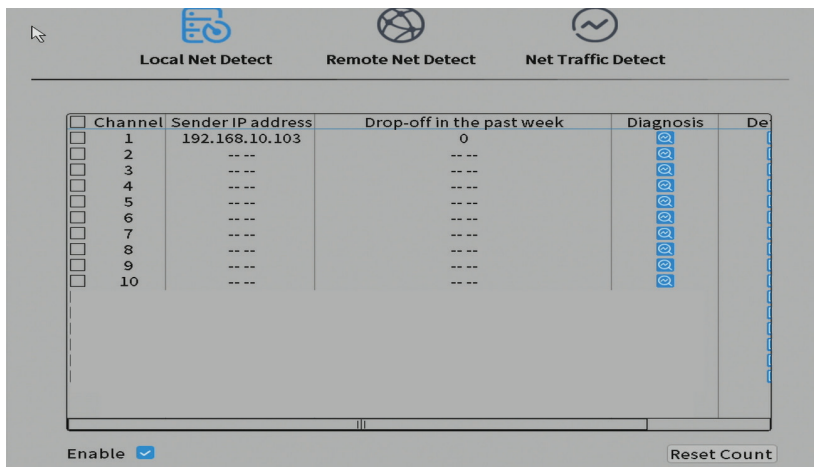 Local Net Detect Remote Net Detect Net Traffic Detect
Channel Sender IP address Drop-off in the past week Diagnosis De
1 192.168.10.103 0
2 -- -- -- --
3 -- -- -- --
4 -- -- -- --
5 -- -- -- --
6 -- -- -- --
7 -- -- -- --
8 -- -- -- --
9 -- -- -- --
10 -- -- -- --
Enable Reset Count